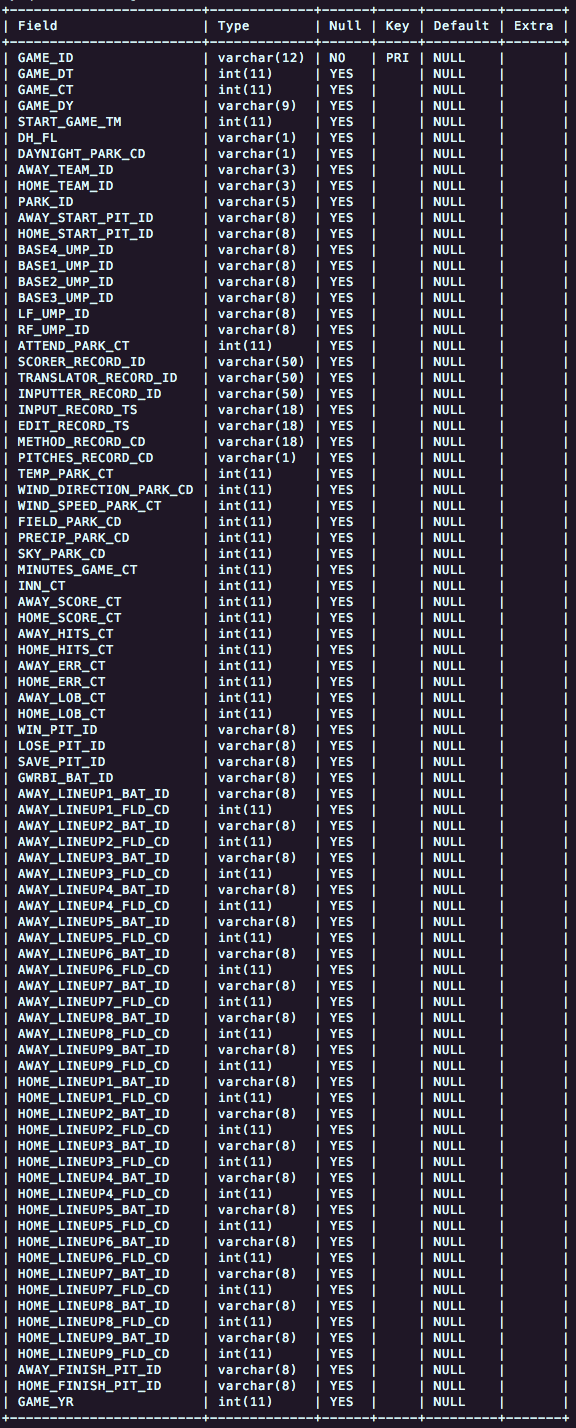 +-------------------------+--------------+------+-----+---------+-------+
| Field                   | Type         | Null | Key | Default | Extra |
+-------------------------+--------------+------+-----+---------+-------+
| GAME_ID                 | varchar(12)  | NO   | PRI | NULL    |       |
| GAME_DT                 | int(11)      | YES  |     | NULL    |       |
| GAME_CT                 | int(11)      | YES  |     | NULL    |       |
| GAME_DY                 | varchar(9)   | YES  |     | NULL    |       |
| START_GAME_TM           | int(11)      | YES  |     | NULL    |       |
| DH_FL                   | varchar(1)   | YES  |     | NULL    |       |
| DAYNIGHT_PARK_CD        | varchar(1)   | YES  |     | NULL    |       |
| AWAY_TEAM_ID            | varchar(3)   | YES  |     | NULL    |       |
| HOME_TEAM_ID            | varchar(3)   | YES  |     | NULL    |       |
| PARK_ID                 | varchar(5)   | YES  |     | NULL    |       |
| AWAY_START_PIT_ID       | varchar(8)   | YES  |     | NULL    |       |
| HOME_START_PIT_ID       | varchar(8)   | YES  |     | NULL    |       |
| BASE4_UMP_ID            | varchar(8)   | YES  |     | NULL    |       |
| BASE1_UMP_ID            | varchar(8)   | YES  |     | NULL    |       |
| BASE2_UMP_ID            | varchar(8)   | YES  |     | NULL    |       |
| BASE3_UMP_ID            | varchar(8)   | YES  |     | NULL    |       |
| LF_UMP_ID               | varchar(8)   | YES  |     | NULL    |       |
| RF_UMP_ID               | varchar(8)   | YES  |     | NULL    |       |
| ATTEND_PARK_CT          | int(11)      | YES  |     | NULL    |       |
| SCORER_RECORD_ID        | varchar(50)  | YES  |     | NULL    |       |
| TRANSLATOR_RECORD_ID    | varchar(50)  | YES  |     | NULL    |       |
| INPUTTER_RECORD_ID      | varchar(50)  | YES  |     | NULL    |       |
| INPUT_RECORD_TS         | varchar(18)  | YES  |     | NULL    |       |
| EDIT_RECORD_TS          | varchar(18)  | YES  |     | NULL    |       |
| METHOD_RECORD_CD        | varchar(18)  | YES  |     | NULL    |       |
| PITCHES_RECORD_CD       | varchar(1)   | YES  |     | NULL    |       |
| TEMP_PARK_CT            | int(11)      | YES  |     | NULL    |       |
| WIND_DIRECTION_PARK_CD  | int(11)      | YES  |     | NULL    |       |
| WIND_SPEED_PARK_CT      | int(11)      | YES  |     | NULL    |       |
| FIELD_PARK_CD           | int(11)      | YES  |     | NULL    |       |
| PRECIP_PARK_CD          | int(11)      | YES  |     | NULL    |       |
| SKY_PARK_CD             | int(11)      | YES  |     | NULL    |       |
| MINUTES_GAME_CT         | int(11)      | YES  |     | NULL    |       |
| INN_CT                  | int(11)      | YES  |     | NULL    |       |
| AWAY_SCORE_CT           | int(11)      | YES  |     | NULL    |       |
| HOME_SCORE_CT           | int(11)      | YES  |     | NULL    |       |
| AWAY_HITS_CT            | int(11)      | YES  |     | NULL    |       |
| HOME_HITS_CT            | int(11)      | YES  |     | NULL    |       |
| AWAY_ERR_CT             | int(11)      | YES  |     | NULL    |       |
| HOME_ERR_CT             | int(11)      | YES  |     | NULL    |       |
| AWAY_LOB_CT             | int(11)      | YES  |     | NULL    |       |
| HOME_LOB_CT             | int(11)      | YES  |     | NULL    |       |
| WIN_PIT_ID              | varchar(8)   | YES  |     | NULL    |       |
| LOSE_PIT_ID             | varchar(8)   | YES  |     | NULL    |       |
| SAVE_PIT_ID             | varchar(8)   | YES  |     | NULL    |       |
| GWRBI_BAT_ID            | varchar(8)   | YES  |     | NULL    |       |
| AWAY_LINEUP1_BAT_ID     | varchar(8)   | YES  |     | NULL    |       |
| AWAY_LINEUP1_FLD_CD     | int(11)      | YES  |     | NULL    |       |
| AWAY_LINEUP2_BAT_ID     | varchar(8)   | YES  |     | NULL    |       |
| AWAY_LINEUP2_FLD_CD     | int(11)      | YES  |     | NULL    |       |
| AWAY_LINEUP3_BAT_ID     | varchar(8)   | YES  |     | NULL    |       |
| AWAY_LINEUP3_FLD_CD     | int(11)      | YES  |     | NULL    |       |
| AWAY_LINEUP4_BAT_ID     | varchar(8)   | YES  |     | NULL    |       |
| AWAY_LINEUP4_FLD_CD     | int(11)      | YES  |     | NULL    |       |
| AWAY_LINEUP5_BAT_ID     | varchar(8)   | YES  |     | NULL    |       |
| AWAY_LINEUP5_FLD_CD     | int(11)      | YES  |     | NULL    |       |
| AWAY_LINEUP6_BAT_ID     | varchar(8)   | YES  |     | NULL    |       |
| AWAY_LINEUP6_FLD_CD     | int(11)      | YES  |     | NULL    |       |
| AWAY_LINEUP7_BAT_ID     | varchar(8)   | YES  |     | NULL    |       |
| AWAY_LINEUP7_FLD_CD     | int(11)      | YES  |     | NULL    |       |
| AWAY_LINEUP8_BAT_ID     | varchar(8)   | YES  |     | NULL    |       |
| AWAY_LINEUP8_FLD_CD     | int(11)      | YES  |     | NULL    |       |
| AWAY_LINEUP9_BAT_ID     | varchar(8)   | YES  |     | NULL    |       |
| AWAY_LINEUP9_FLD_CD     | int(11)      | YES  |     | NULL    |       |
| HOME_LINEUP1_BAT_ID     | varchar(8)   | YES  |     | NULL    |       |
| HOME_LINEUP1_FLD_CD     | int(11)      | YES  |     | NULL    |       |
| HOME_LINEUP2_BAT_ID     | varchar(8)   | YES  |     | NULL    |       |
| HOME_LINEUP2_FLD_CD     | int(11)      | YES  |     | NULL    |       |
| HOME_LINEUP3_BAT_ID     | varchar(8)   | YES  |     | NULL    |       |
| HOME_LINEUP3_FLD_CD     | int(11)      | YES  |     | NULL    |       |
| HOME_LINEUP4_BAT_ID     | varchar(8)   | YES  |     | NULL    |       |
| HOME_LINEUP4_FLD_CD     | int(11)      | YES  |     | NULL    |       |
| HOME_LINEUP5_BAT_ID     | varchar(8)   | YES  |     | NULL    |       |
| HOME_LINEUP5_FLD_CD     | int(11)      | YES  |     | NULL    |       |
| HOME_LINEUP6_BAT_ID     | varchar(8)   | YES  |     | NULL    |       |
| HOME_LINEUP6_FLD_CD     | int(11)      | YES  |     | NULL    |       |
| HOME_LINEUP7_BAT_ID     | varchar(8)   | YES  |     | NULL    |       |
| HOME_LINEUP7_FLD_CD     | int(11)      | YES  |     | NULL    |       |
| HOME_LINEUP8_BAT_ID     | varchar(8)   | YES  |     | NULL    |       |
| HOME_LINEUP8_FLD_CD     | int(11)      | YES  |     | NULL    |       |
| HOME_LINEUP9_BAT_ID     | varchar(8)   | YES  |     | NULL    |       |
| HOME_LINEUP9_FLD_CD     | int(11)      | YES  |     | NULL    |       |
| AWAY_FINISH_PIT_ID      | varchar(8)   | YES  |     | NULL    |       |
| HOME_FINISH_PIT_ID      | varchar(8)   | YES  |     | NULL    |       |
| GAME_YR                 | int(11)      | YES  |     | NULL    |       |
+-------------------------+--------------+------+-----+---------+-------+